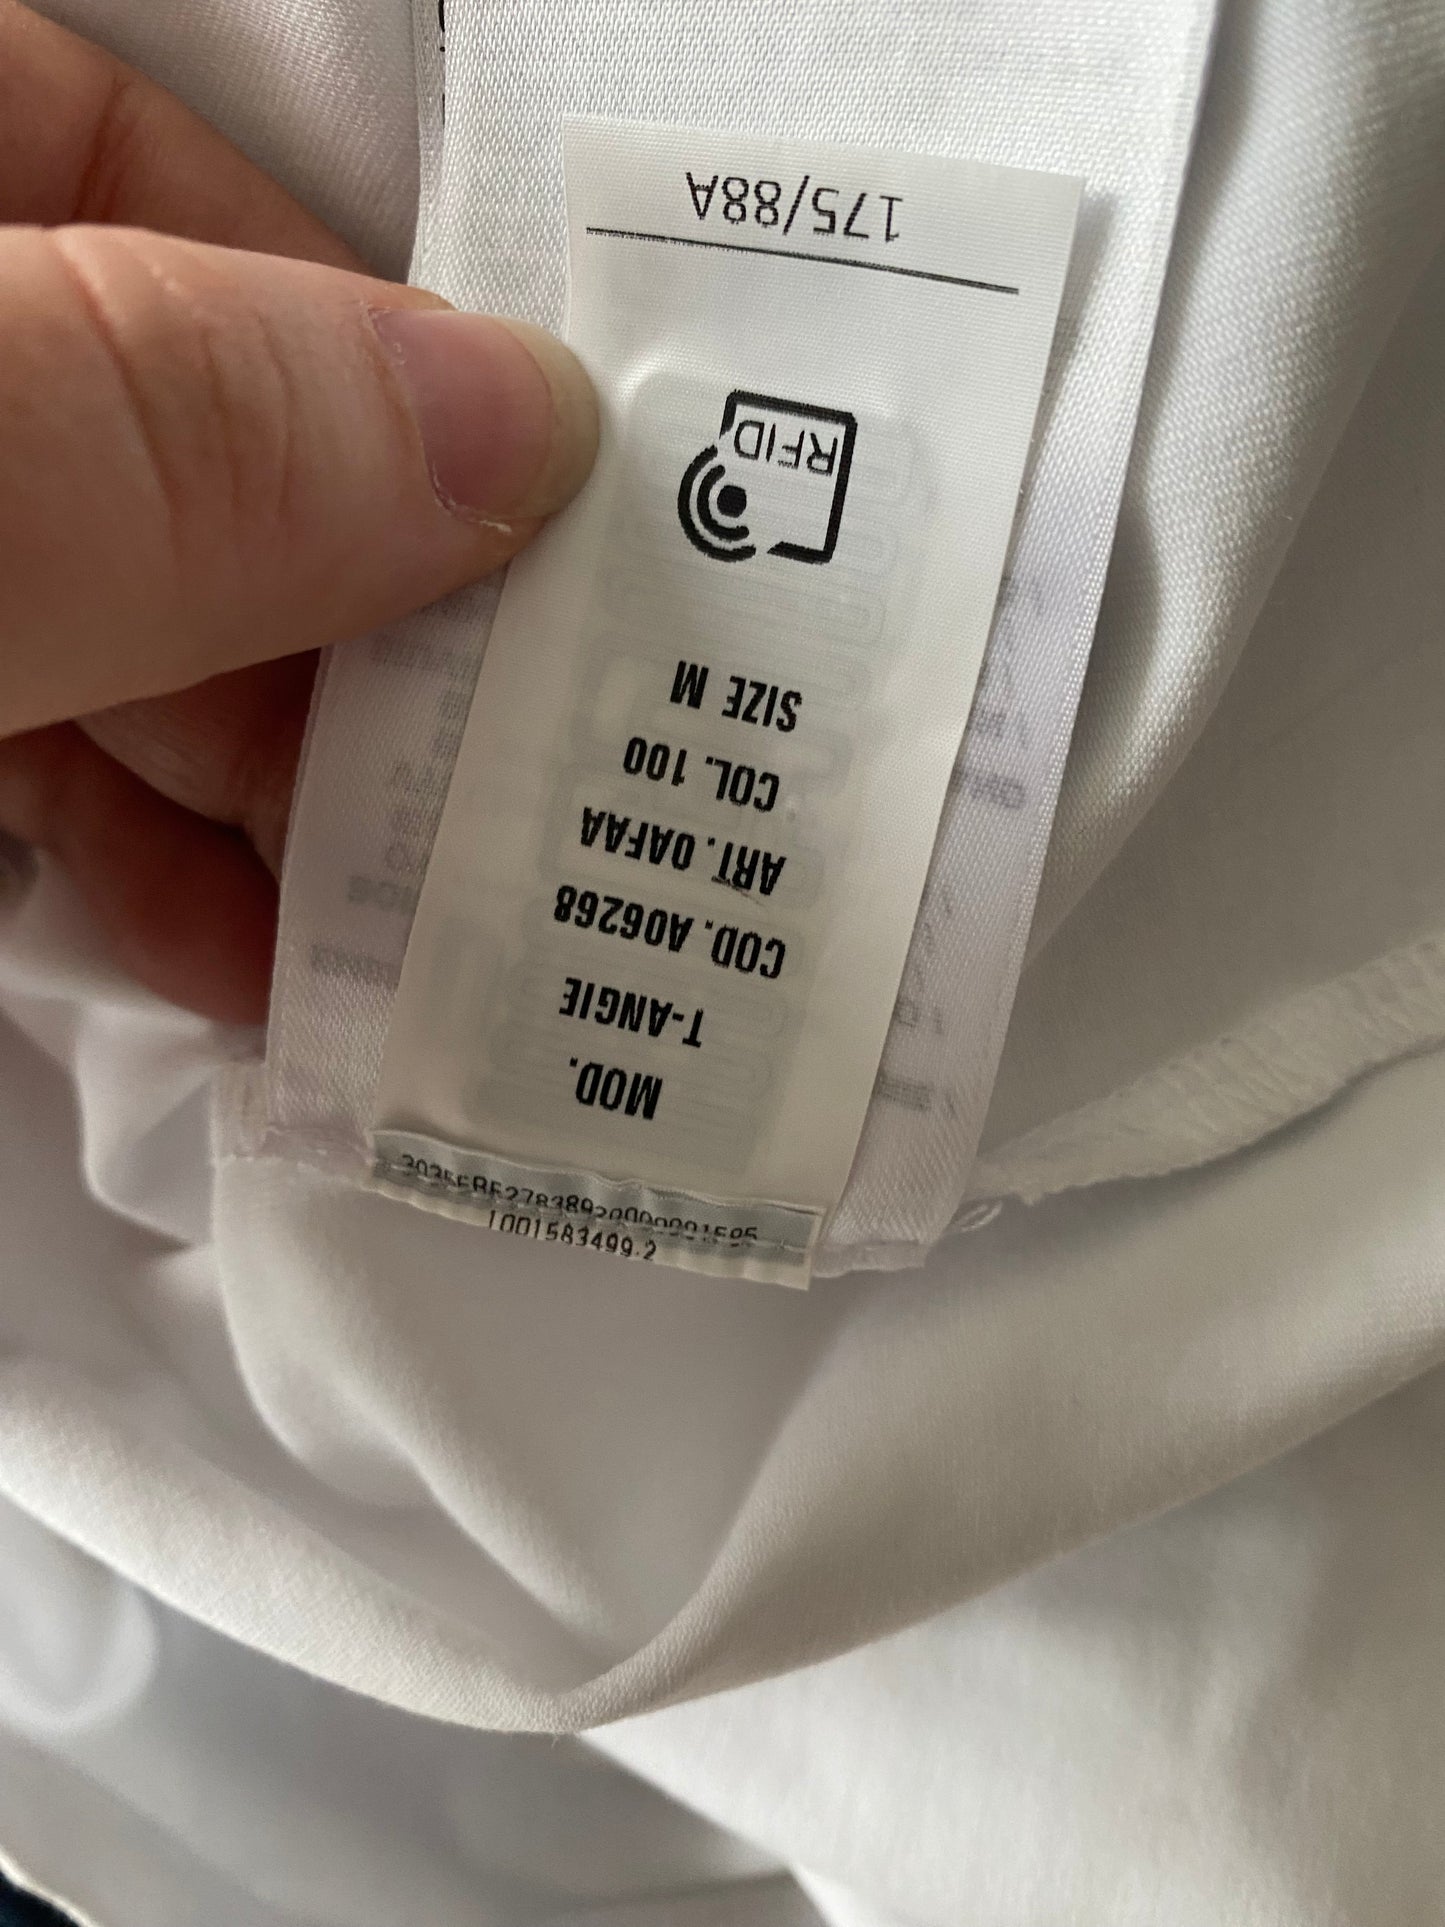 1001583499.2
MOD.
T-ANGIE
COD. A06268
ART. 0AFAA
COL. 100
SIZE M
RFID
175/88A